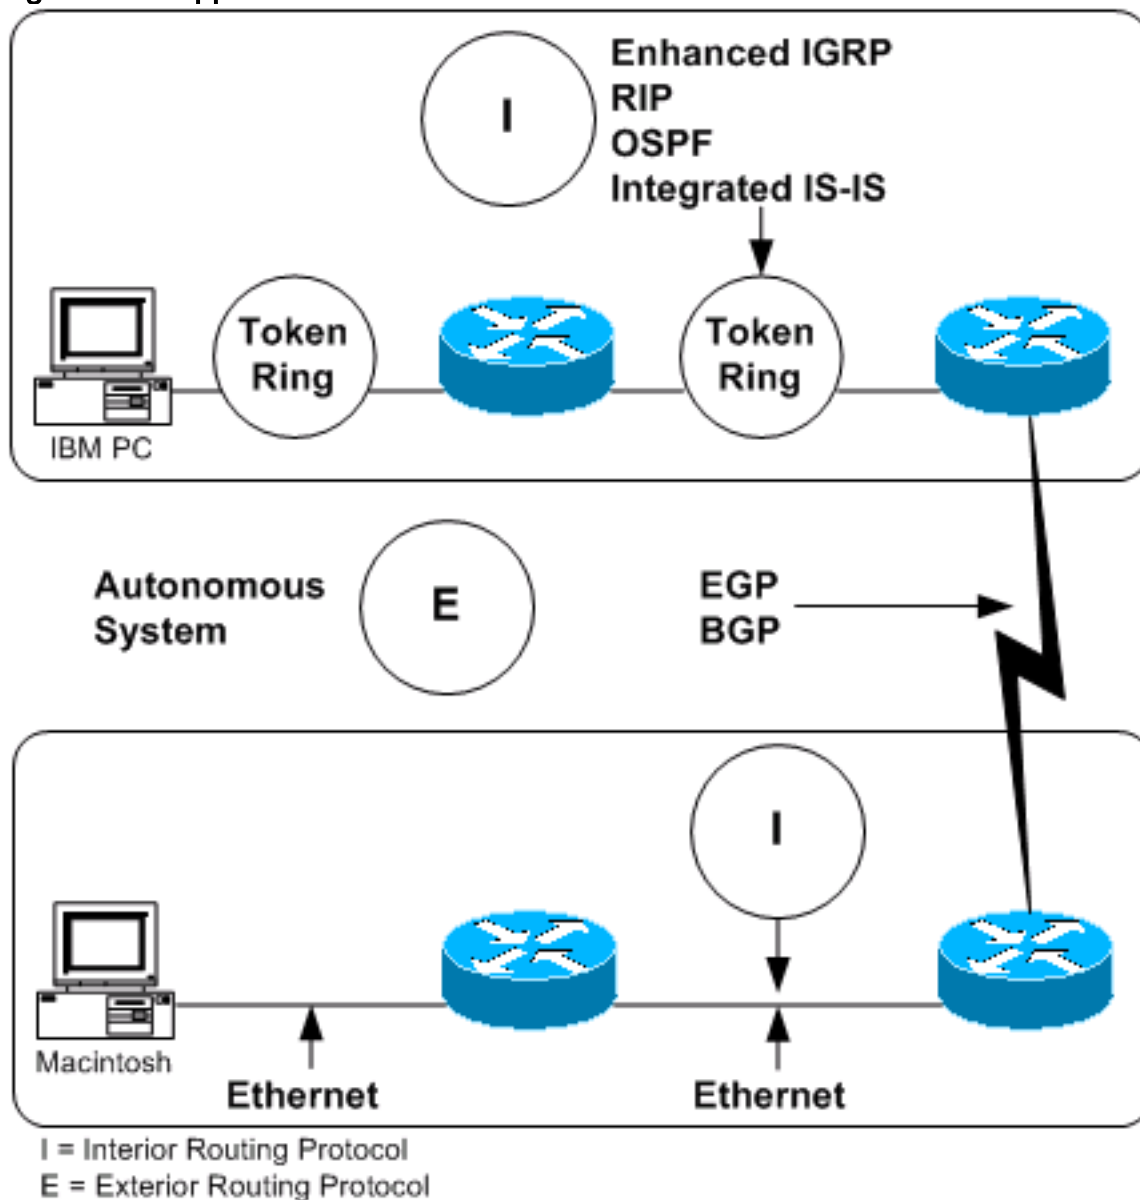 I
Enhanced IGRP
RIP
OSPF
Integrated IS-IS
Token
Ring
Token
Ring
IBM PC
Autonomous
System
E
EGP
BGP
I
Macintosh
Ethernet
Ethernet
I = Interior Routing Protocol
E = Exterior Routing Protocol